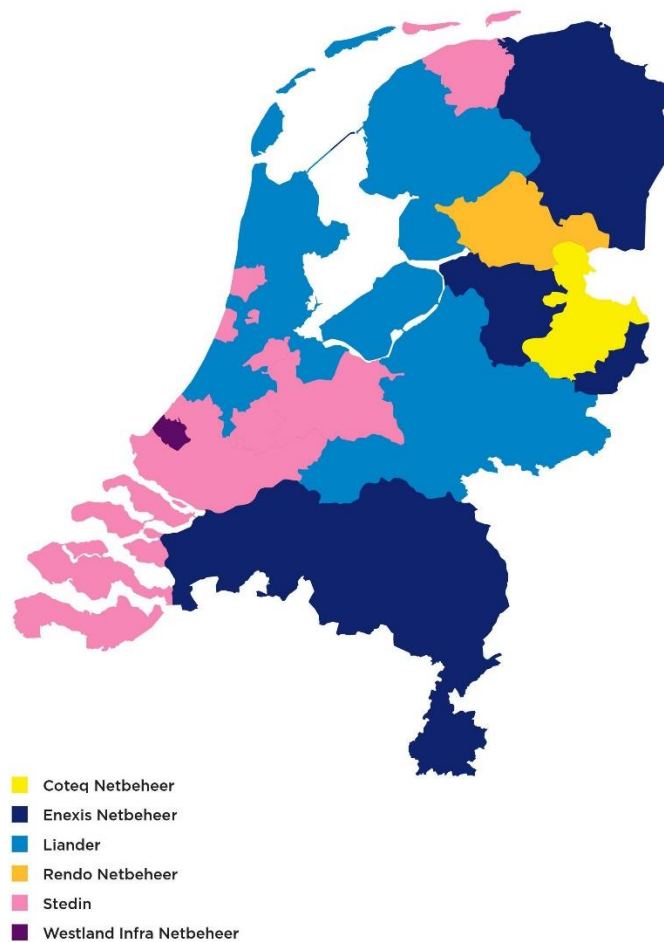 Coteq Netbeheer
Enexis Netbeheer
Liander
Rendo Netbeheer
Stedin
Westland Infra Netbeheer